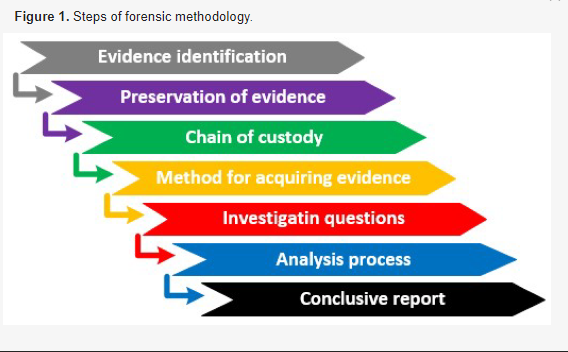 Figure 1. Steps of forensic methodology.
Evidence identification
Preservation of evidence
Chain of custody
Method for acquiring evidence
Investigatin questions
Analysis process
Conclusive report